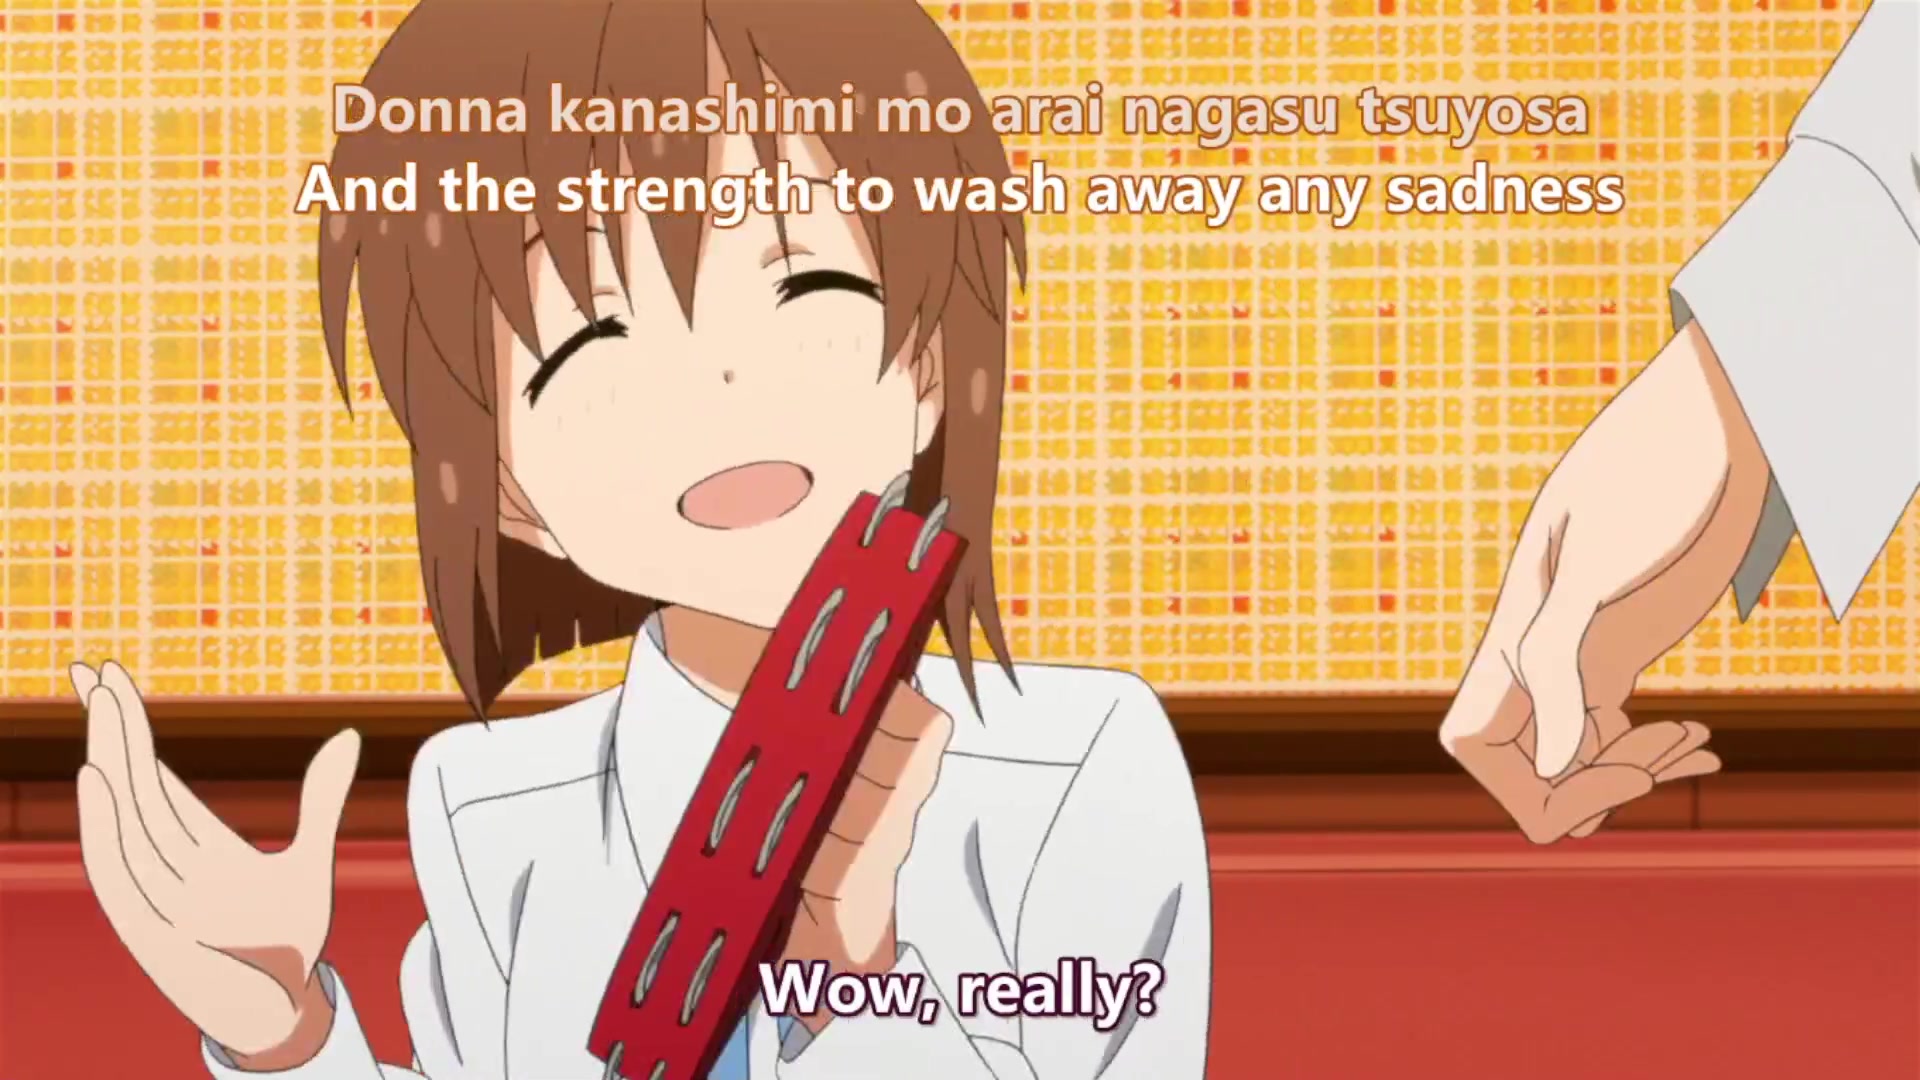 Donna kanashimi mo arai nagasu tsuyosa
And the strength to wash away any sadness
Wow, really?